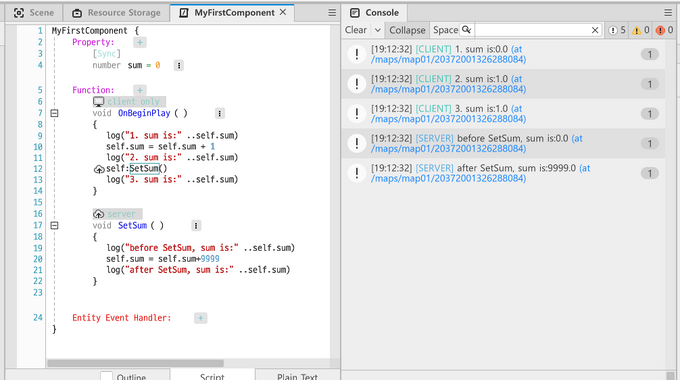 Scene
Resource Storage
MyFirstComponent
Console
Clear
Collapse
Space
5
0
0
1 MyFirstComponent {
2 Property: +
3 [Sync]
4 number sum = 0
5 Function: +
6 client only
7 void OnBeginPlay ( )
8 {
9 log("1. sum is:" ..self.sum)
10 self.sum = self.sum + 1
11 log("2. sum is:" ..self.sum)
12 self:SetSum()
13 log("3. sum is:" ..self.sum)
14 }
15
16 server
17 void SetSum ( )
18 {
19 log("before SetSum, sum is:" ..self.sum)
20 self.sum = self.sum+9999
21 log("after SetSum, sum is:" ..self.sum)
22 }
23
24 Entity Event Handler: +
}
Outline
Script
Plain Text
[19:12:32] [CLIENT] 1. sum is:0.0 (at
/maps/map01/20372001326288084)
1
[19:12:32] [CLIENT] 2. sum is:1.0 (at
/maps/map01/20372001326288084)
1
[19:12:32] [CLIENT] 3. sum is:1.0 (at
/maps/map01/20372001326288084)
1
[19:12:32] [SERVER] before SetSum, sum is:0.0 (at
/maps/map01/20372001326288084)
1
[19:12:32] [SERVER] after SetSum, sum is:9999.0 (at
/maps/map01/20372001326288084)
1